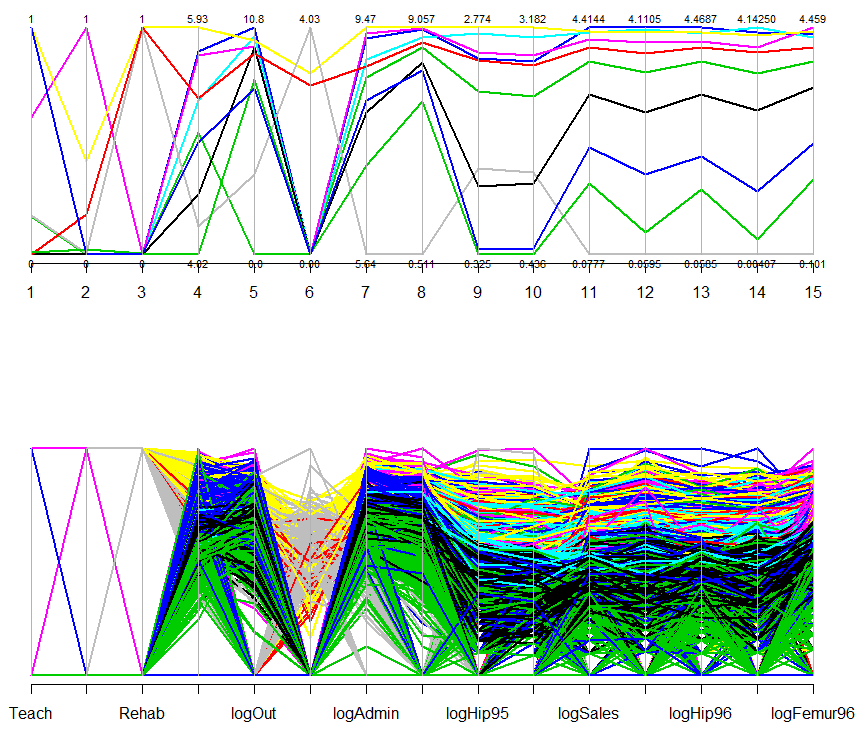 1 1 1 5.93 10.8 4.03 9.47 9.057 2.774 3.182 4.4144 4.1105 4.4687 4.14250 4.459
0 0 0 4.02 0.0 0.00 5.04 0.511 0.325 0.436 0.0777 0.0595 0.0585 0.00407 0.101
1 2 3 4 5 6 7 8 9 10 11 12 13 14 15
Teach Rehab logOut logAdmin logHip95 logSales logHip96 logFemur96